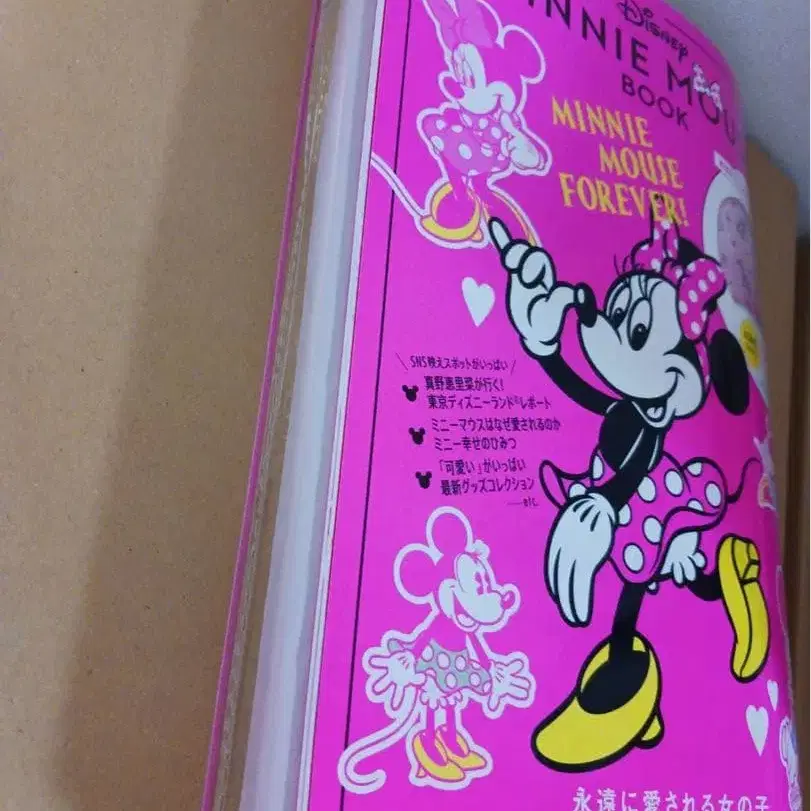 Disney
MINNIE MOU
BOOK
MINNIE
MOUSE
FOREVER!
\ SNS映えスポットがいっぱい /
真野恵里菜が行く!
東京ディズニーランド®レポート
ミニーマウスはなぜ愛されるのか
ミニー幸せのひみつ
「可愛い」がいっぱい
最新グッズコレクション
──etc.
永遠に愛される女の子